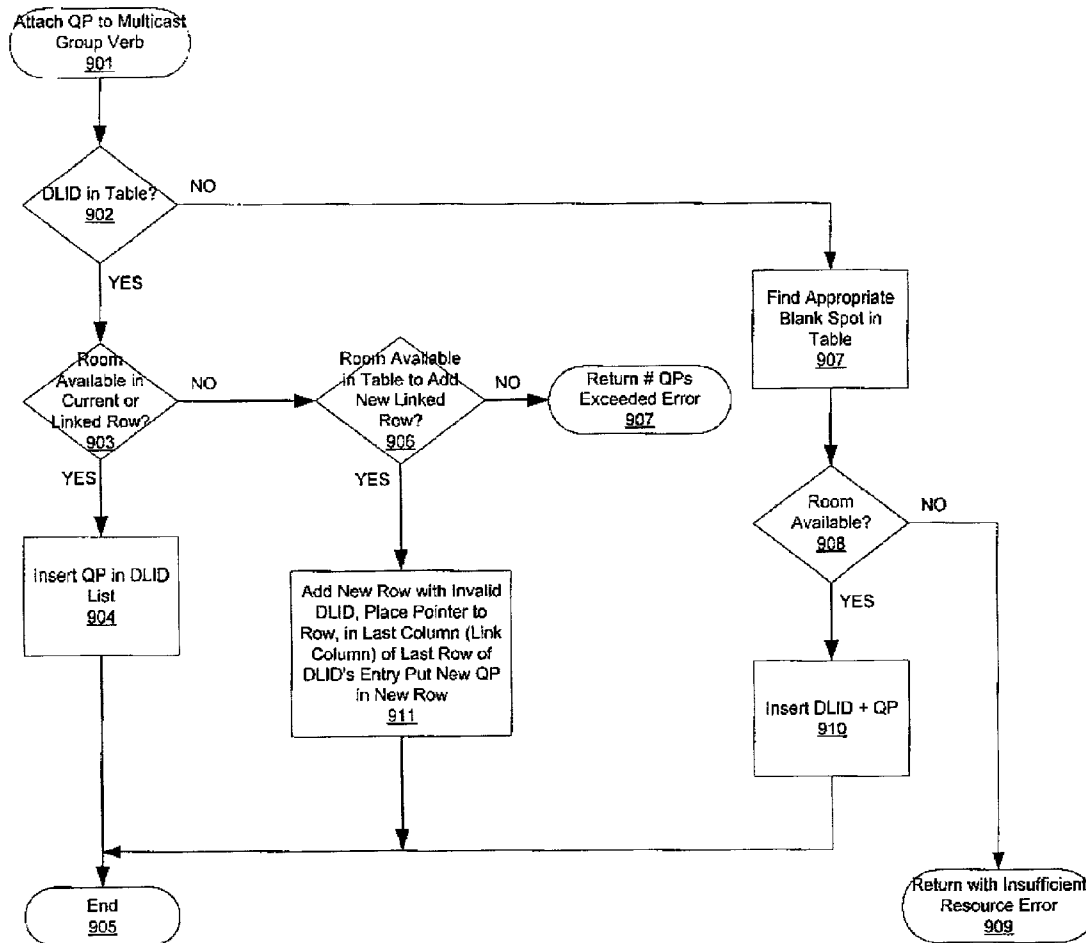 Attach QP to Multicast
Group Verb
901
DLID in Table?
902
NO
YES
Find Appropriate
Blank Spot in
Table
907
Room
Available in
Current or
Linked Row?
903
NO
Room Available
in Table to Add
New Linked
Row?
906
NO
Return # QPs
Exceeded Error
907
YES
YES
Room
Available?
908
NO
YES
Insert QP in DLID
List
904
Add New Row with Invalid
DLID, Place Pointer to
Row, in Last Column (Link
Column) of Last Row of
DLID's Entry Put New QP
in New Row
911
Insert DLID + QP
910
End
905
Return with Insufficient
Resource Error
909